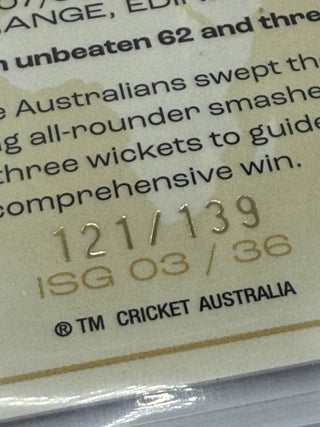 ANGE, EDI
unbeaten 62 and thre
Australians swept th
all-rounder smashe
three wickets to guide
comprehensive win.
121/139
ISG 03 / 36
® TM CRICKET AUSTRALIA